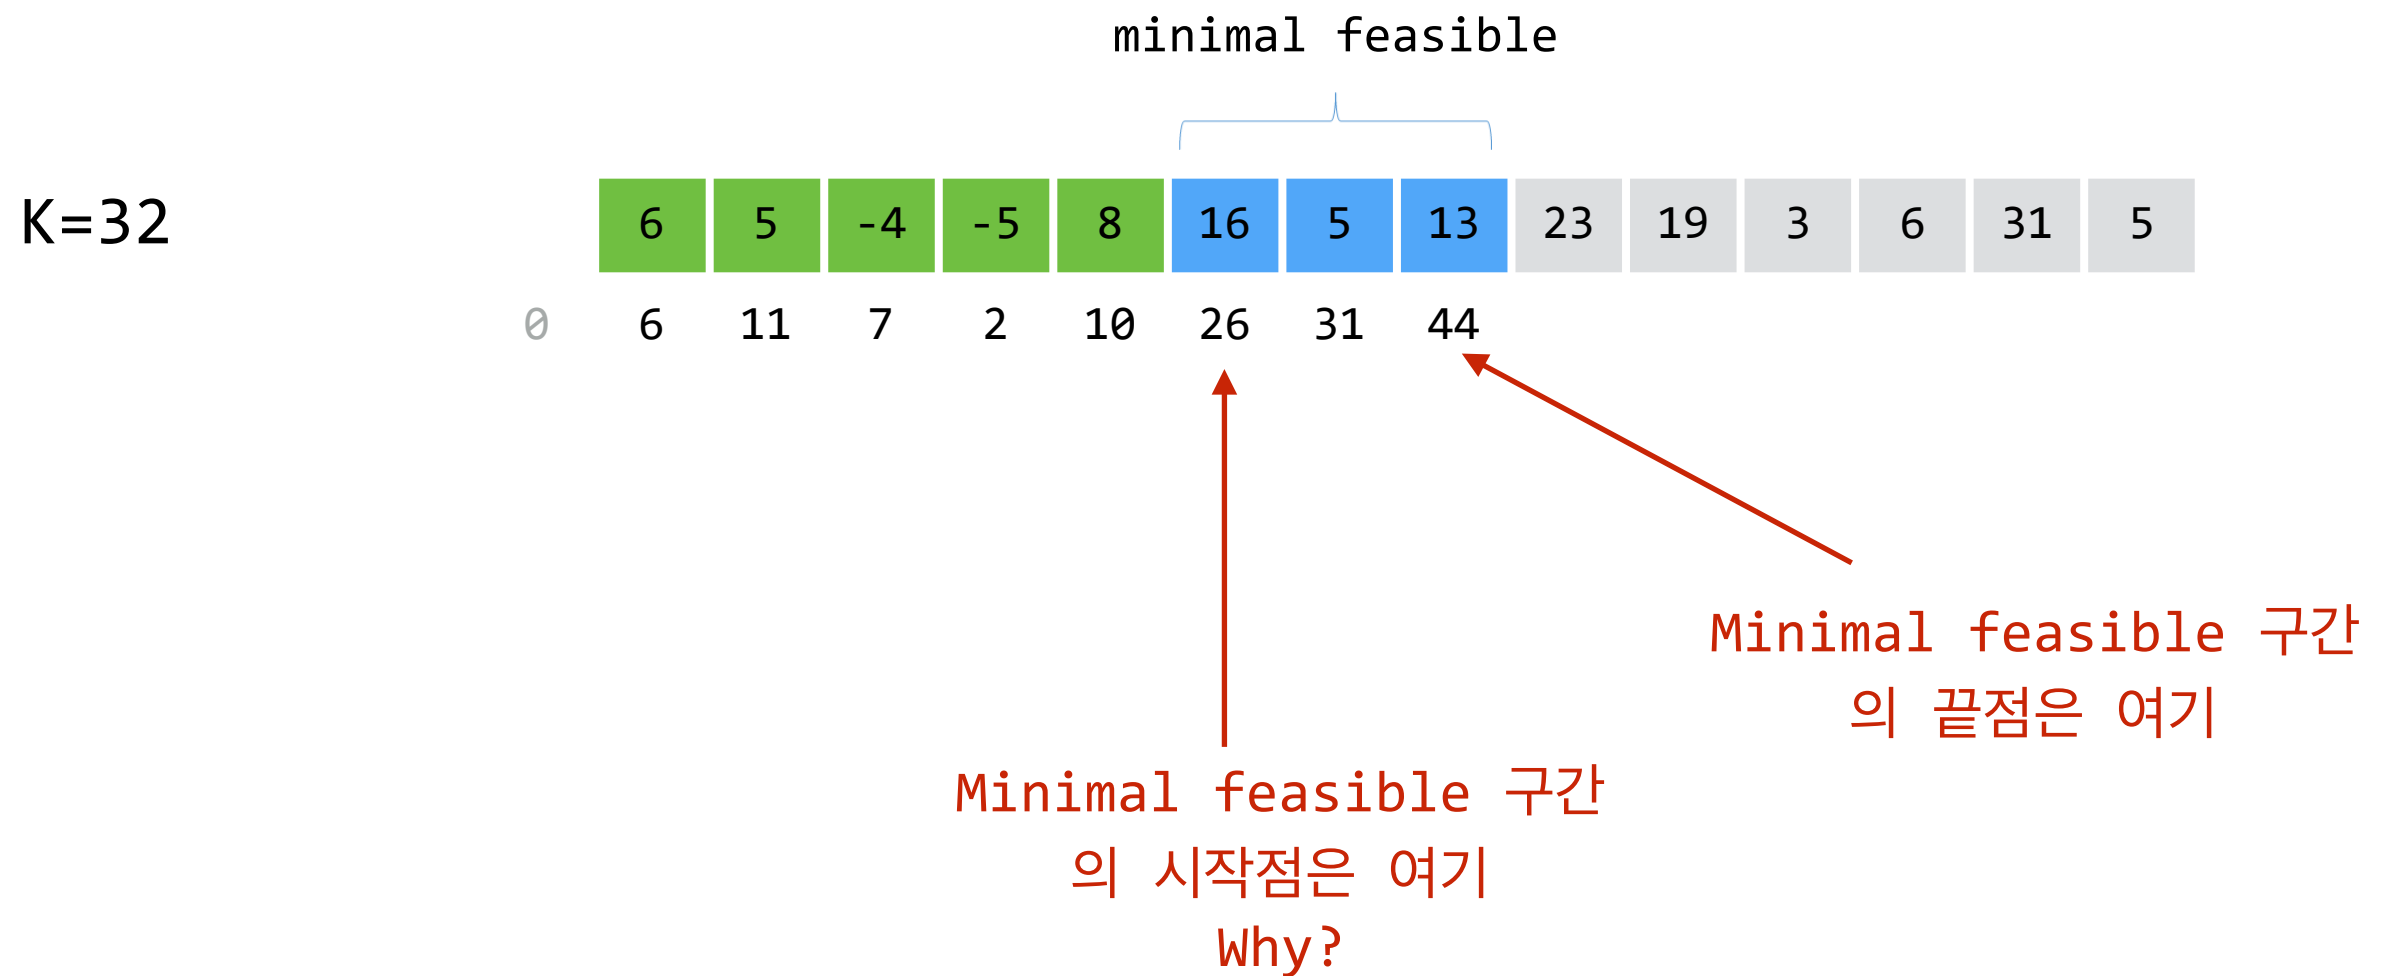 minimal feasible
K=32
6 5 -4 -5 8 16 5 13 23 19 3 6 31 5
0 6 11 7 2 10 26 31 44
Minimal feasible 구간
의 끝점은 여기
Minimal feasible 구간
의 시작점은 여기
Why?